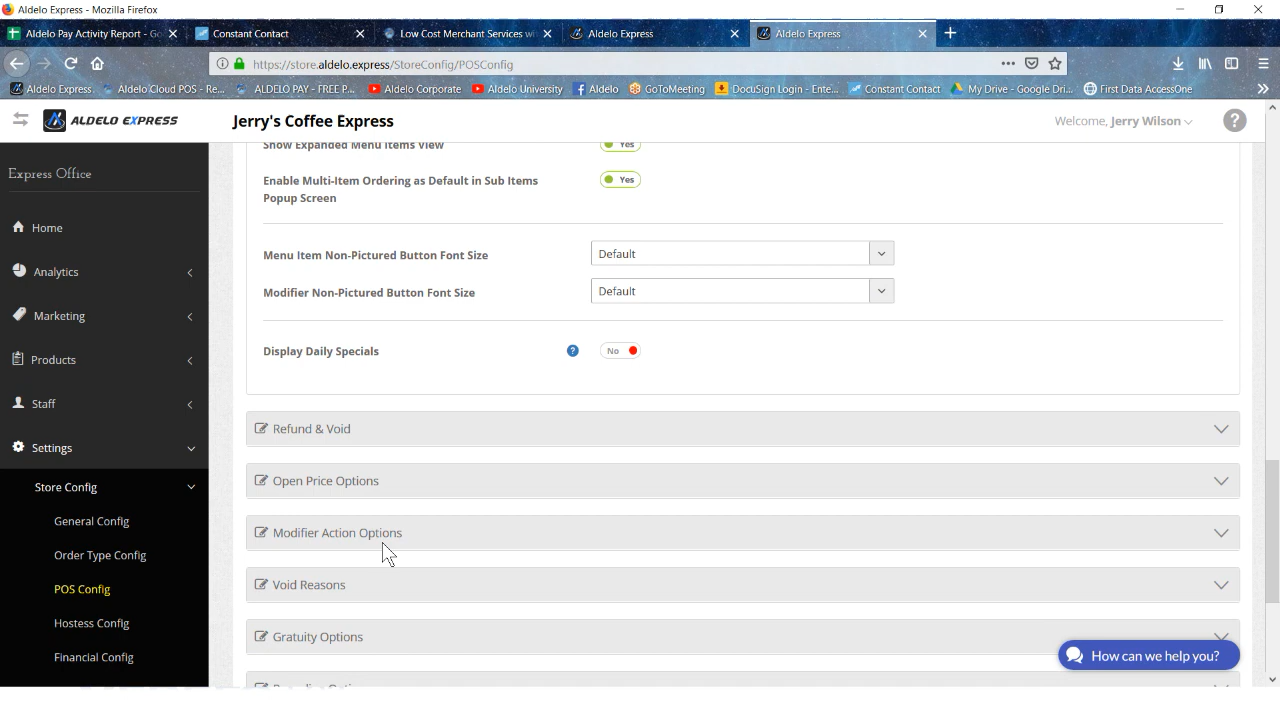 Aldelo Express - Mozilla Firefox
Aldelo Pay Activity Report - Go
Constant Contact
Low Cost Merchant Services wit
Aldelo Express
Aldelo Express
https://store.aldelo.express/StoreConfig/POSConfig
Aldelo Express.
Aldelo Cloud POS - Re...
ALDELO PAY - FREE P...
Aldelo Corporate
Aldelo University
Aldelo
GoToMeeting
DocuSign Login - Ente...
Constant Contact
My Drive - Google Dri...
First Data AccessOne
ALDELO EXPRESS
Jerry's Coffee Express
Welcome, Jerry Wilson
?
Express Office
Home
Analytics
Marketing
Products
Staff
Settings
Store Config
General Config
Order Type Config
POS Config
Hostess Config
Financial Config
Show Expanded Menu Items View
Yes
Enable Multi-Item Ordering as Default in Sub Items
Popup Screen
Yes
Menu Item Non-Pictured Button Font Size
Default
Modifier Non-Pictured Button Font Size
Default
Display Daily Specials
?
No
Refund & Void
Open Price Options
Modifier Action Options
Void Reasons
Gratuity Options
How can we help you?